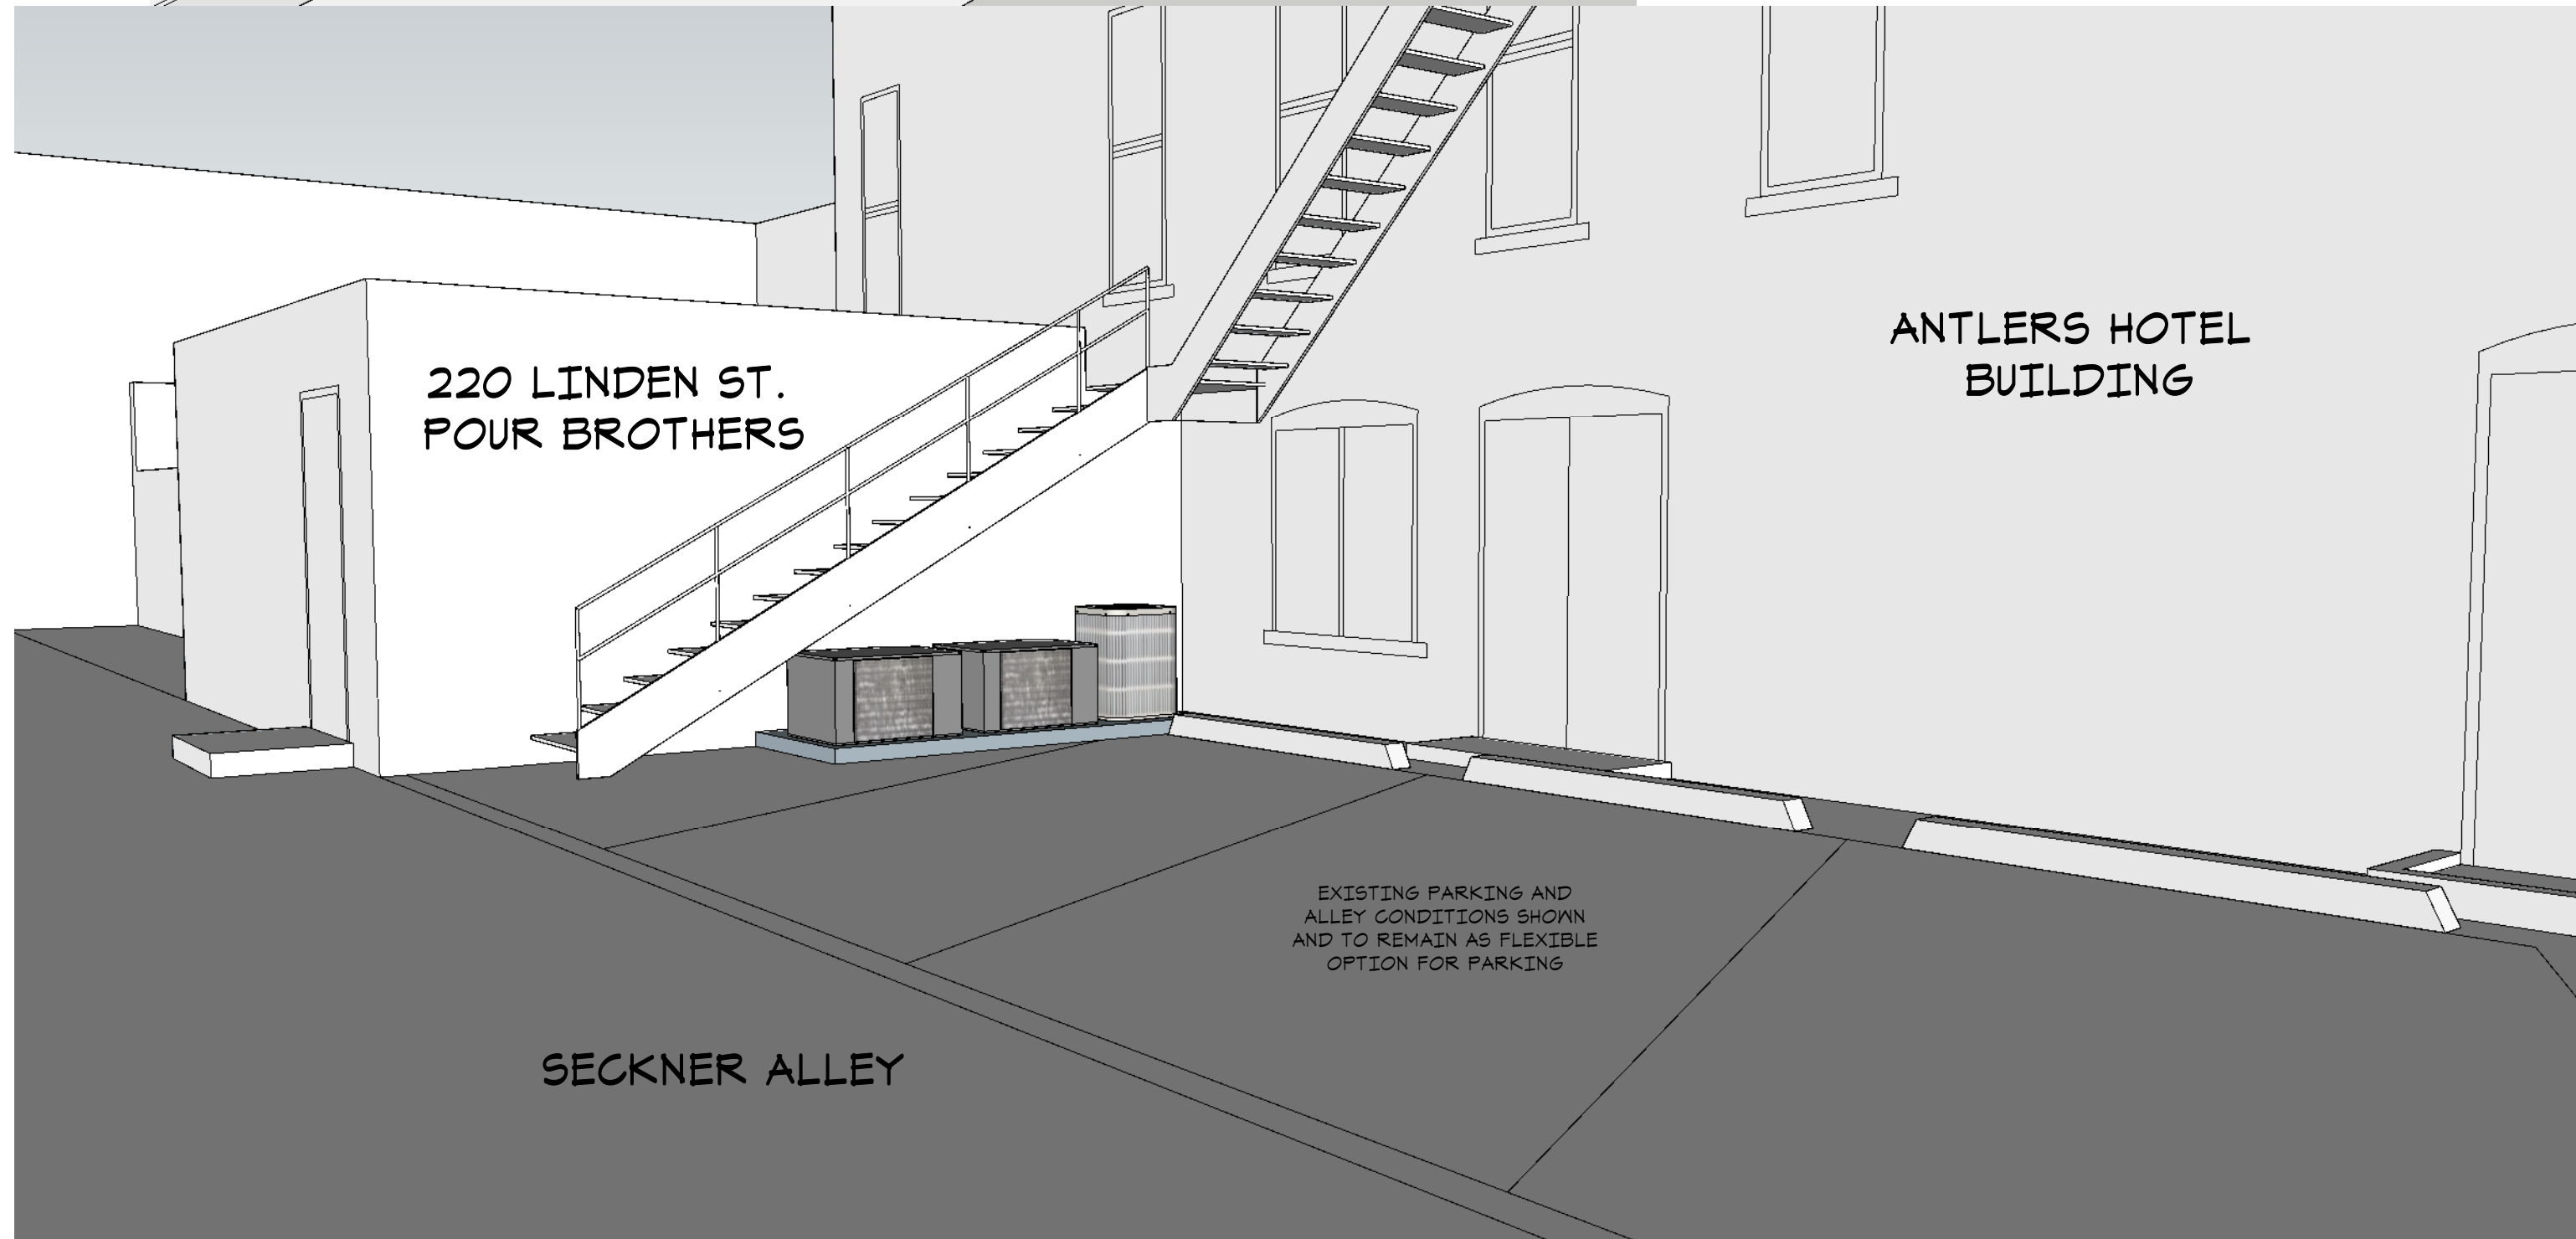 220 LINDEN ST.
POUR BROTHERS
ANTLERS HOTEL
BUILDING
EXISTING PARKING AND
ALLEY CONDITIONS SHOWN
AND TO REMAIN AS FLEXIBLE
OPTION FOR PARKING
SECKNER ALLEY